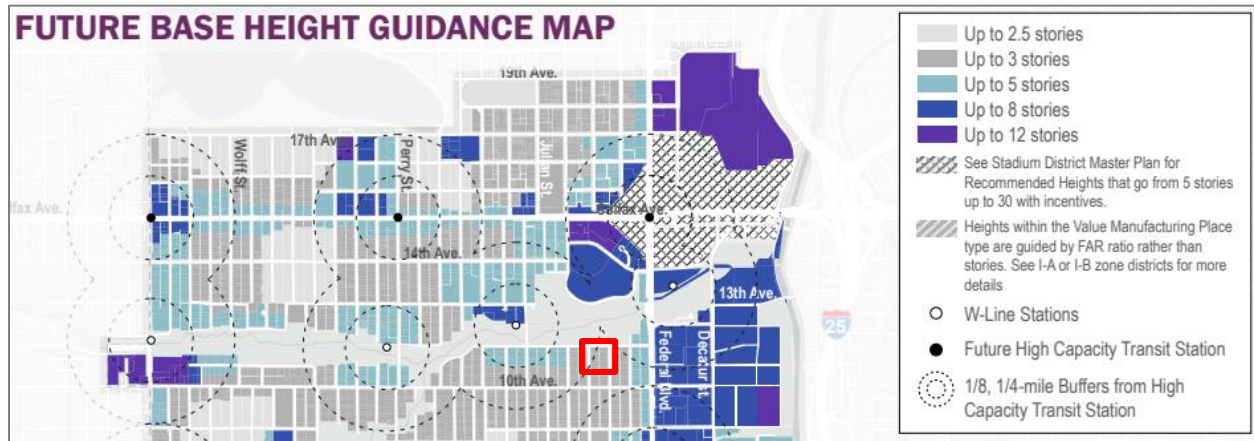 FUTURE BASE HEIGHT GUIDANCE MAP
19th Ave.
17th Ave.
Wolff St.
Perry St.
Julian St.
lfax Ave.
Colfax Ave.
14th Ave.
13th Ave.
10th Ave.
Federal Blvd.
Decatur St.
25
Up to 2.5 stories
Up to 3 stories
Up to 5 stories
Up to 8 stories
Up to 12 stories
See Stadium District Master Plan for
Recommended Heights that go from 5 stories
up to 30 with incentives.
Heights within the Value Manufacturing Place
type are guided by FAR ratio rather than
stories. See I-A or I-B zone districts for more
details
W-Line Stations
Future High Capacity Transit Station
1/8, 1/4-mile Buffers from High
Capacity Transit Station